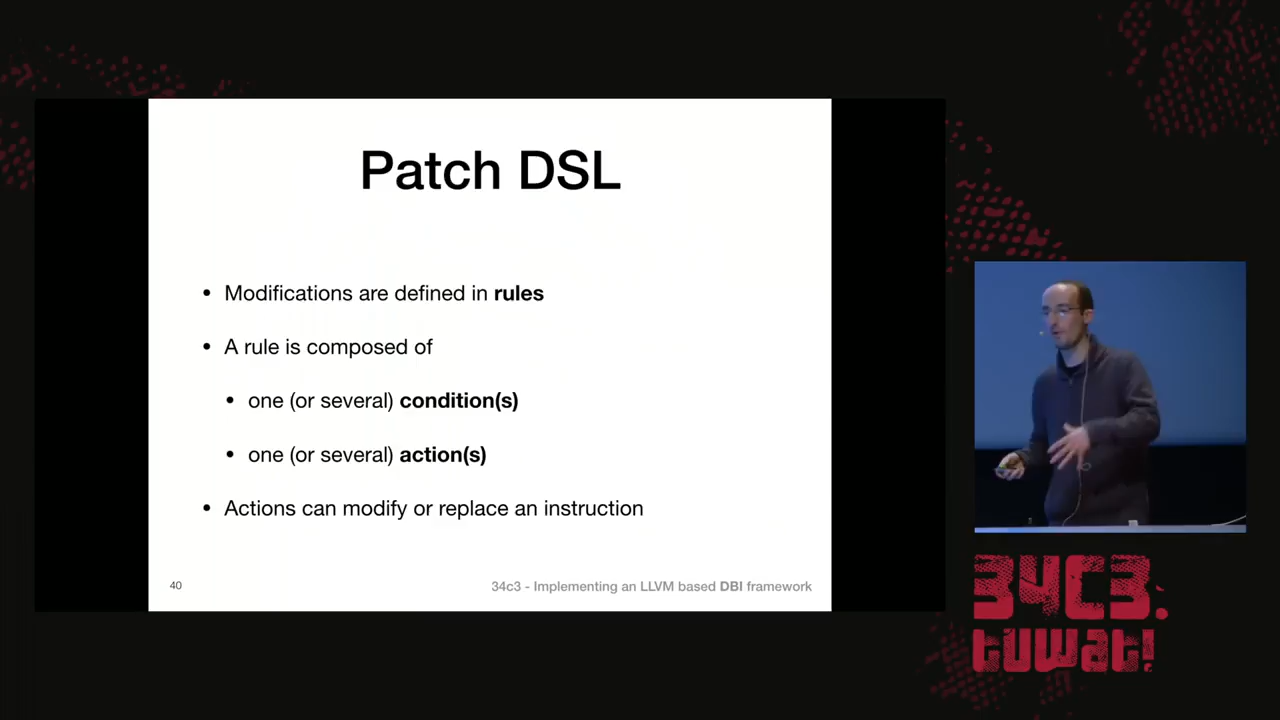 Patch DSL
• Modifications are defined in rules
• A rule is composed of
• one (or several) condition(s)
• one (or several) action(s)
• Actions can modify or replace an instruction
40
34c3 - Implementing an LLVM based DBI framework
34C3.
tuwat!